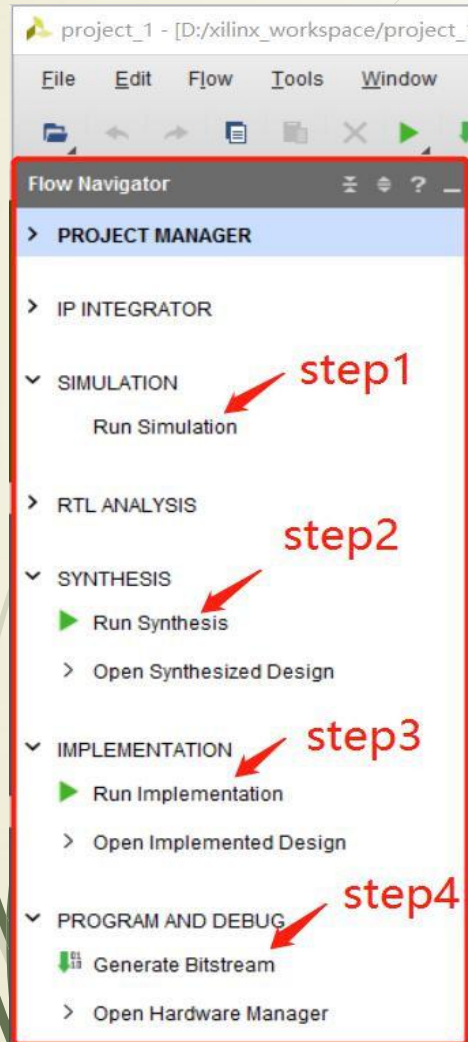 project_1 - [D:/xilinx_workspace/project_
File Edit Flow Tools Window
Flow Navigator ?
PROJECT MANAGER
IP INTEGRATOR
SIMULATION
step1
Run Simulation
RTL ANALYSIS
step2
SYNTHESIS
Run Synthesis
Open Synthesized Design
step3
IMPLEMENTATION
Run Implementation
Open Implemented Design
step4
PROGRAM AND DEBUG
Generate Bitstream
Open Hardware Manager